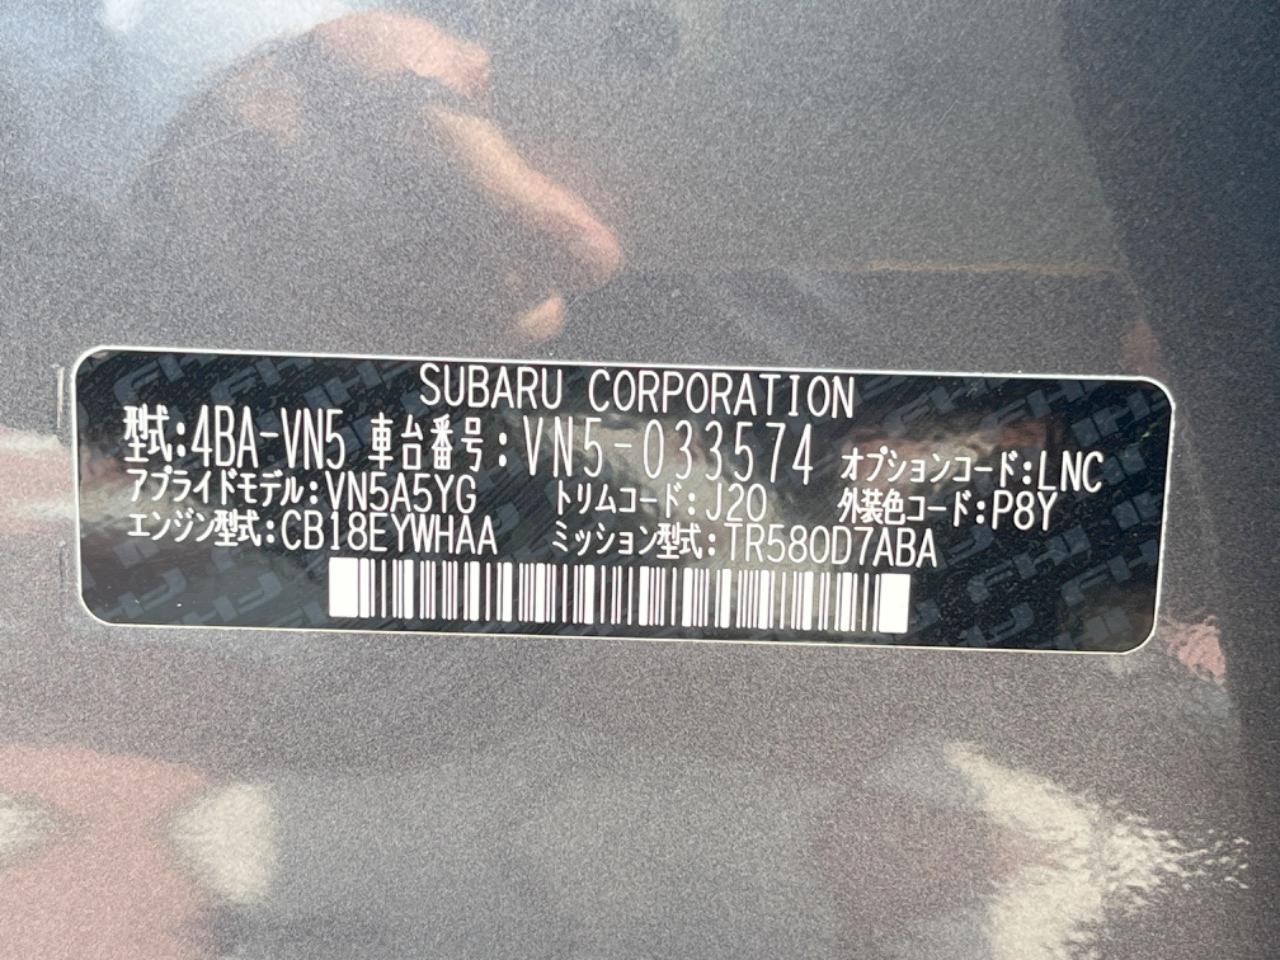 SUBARU CORPORATION
型式:4BA-VN5 車台番号:VN5-033574 オプションコード:LNC
アプライドモデル:VN5A5YG トリムコード:J20 外装色コード:P8Y
エンジン型式:CB18EYWHAA ミッション型式:TR580D7ABA